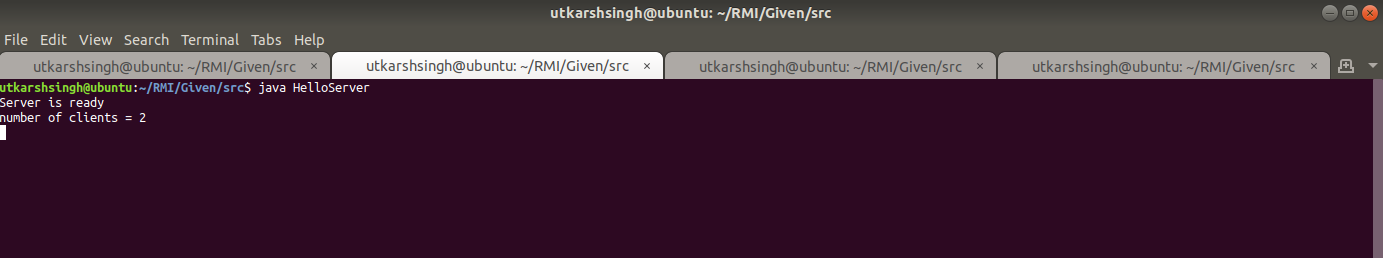 utkarshsingh@ubuntu: ~/RMI/Given/src
File Edit View Search Terminal Tabs Help
utkarshsingh@ubuntu: ~/RMI/Given/src × utkarshsingh@ubuntu: ~/RMI/Given/src × utkarshsingh@ubuntu: ~/RMI/Given/src × utkarshsingh@ubuntu: ~/RMI/Given/src ×
utkarshsingh@ubuntu:~/RMI/Given/src$ java HelloServer
Server is ready
number of clients = 2